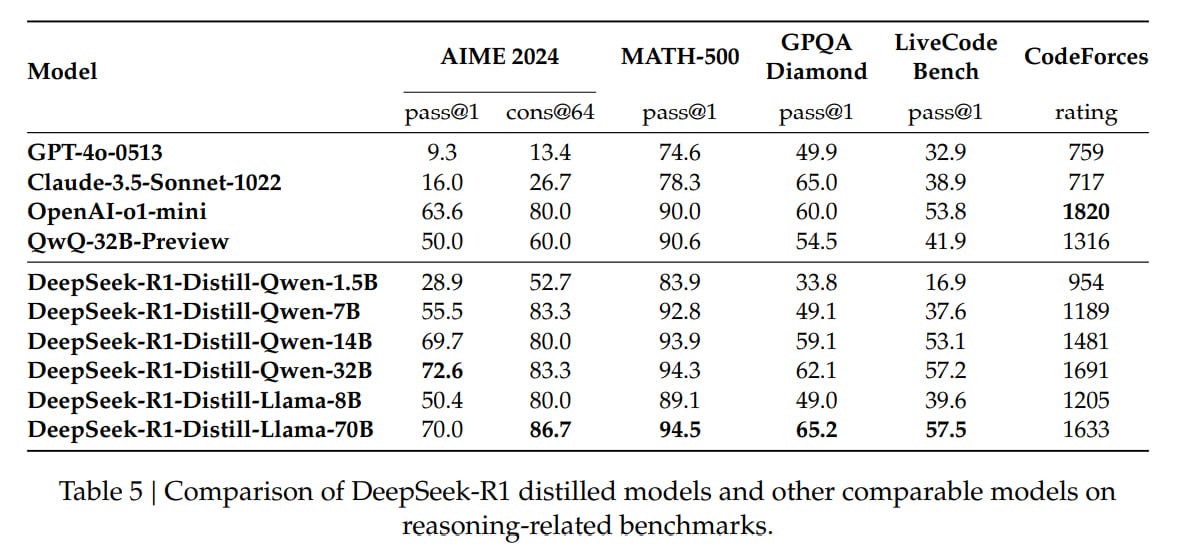 Model AIME 2024 MATH-500 GPQA Diamond LiveCode Bench CodeForces
pass@1 cons@64 pass@1 pass@1 pass@1 rating
GPT-4o-0513 9.3 13.4 74.6 49.9 32.9 759
Claude-3.5-Sonnet-1022 16.0 26.7 78.3 65.0 38.9 717
OpenAI-o1-mini 63.6 80.0 90.0 60.0 53.8 1820
QwQ-32B-Preview 50.0 60.0 90.6 54.5 41.9 1316
DeepSeek-R1-Distill-Qwen-1.5B 28.9 52.7 83.9 33.8 16.9 954
DeepSeek-R1-Distill-Qwen-7B 55.5 83.3 92.8 49.1 37.6 1189
DeepSeek-R1-Distill-Qwen-14B 69.7 80.0 93.9 59.1 53.1 1481
DeepSeek-R1-Distill-Qwen-32B 72.6 83.3 94.3 62.1 57.2 1691
DeepSeek-R1-Distill-Llama-8B 50.4 80.0 89.1 49.0 39.6 1205
DeepSeek-R1-Distill-Llama-70B 70.0 86.7 94.5 65.2 57.5 1633
Table 5 | Comparison of DeepSeek-R1 distilled models and other comparable models on
reasoning-related benchmarks.